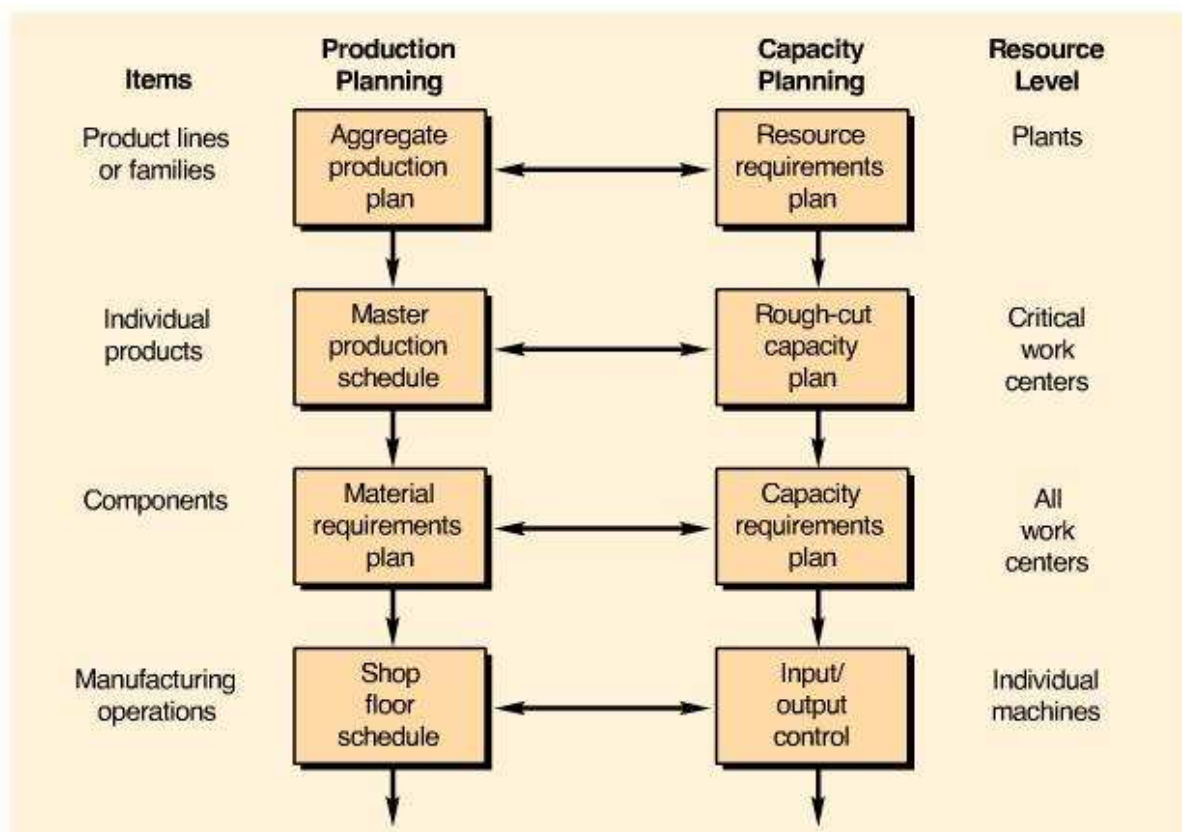 Items
Production
Planning
Capacity
Planning
Resource
Level
Product lines
or families
Aggregate
production
plan
Resource
requirements
plan
Plants
Individual
products
Master
production
schedule
Rough-cut
capacity
plan
Critical
work
centers
Components
Material
requirements
plan
Capacity
requirements
plan
All
work
centers
Manufacturing
operations
Shop
floor
schedule
Input/
output
control
Individual
machines